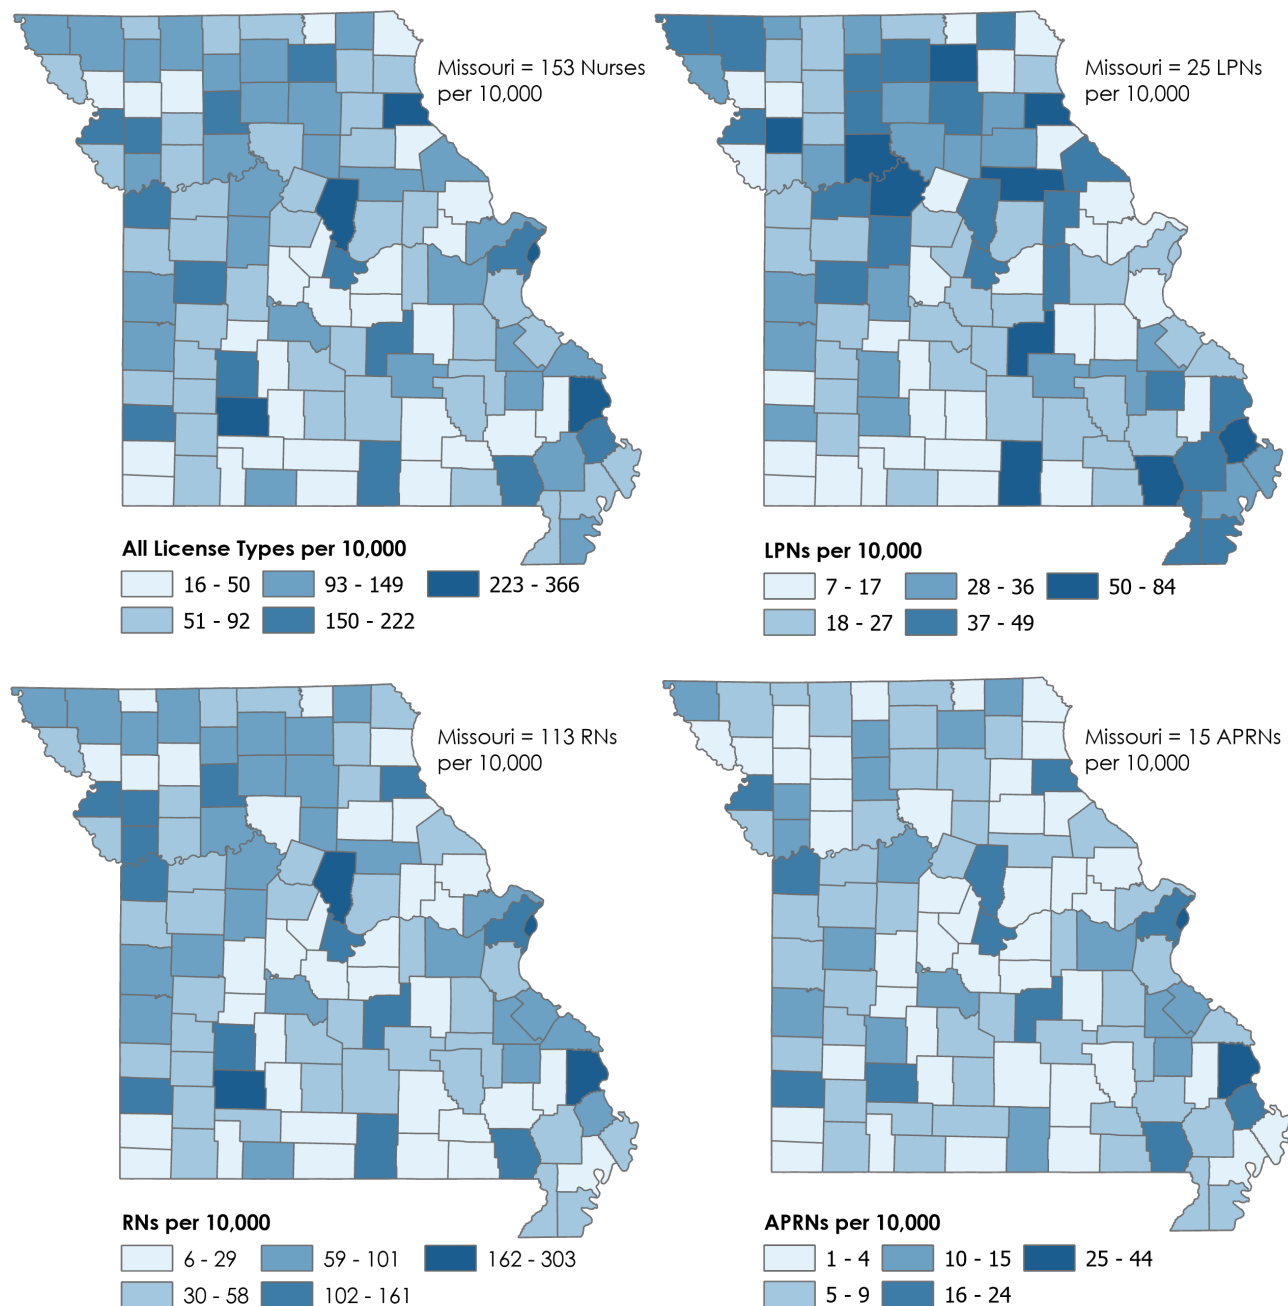 Missouri = 153 Nurses
per 10,000
Missouri = 25 LPNs
per 10,000
All License Types per 10,000
16 - 50
93 - 149
223 - 366
51 - 92
150 - 222
LPNs per 10,000
7 - 17
28 - 36
50 - 84
18 - 27
37 - 49
Missouri = 113 RNs
per 10,000
Missouri = 15 APRNs
per 10,000
RNs per 10,000
6 - 29
59 - 101
162 - 303
30 - 58
102 - 161
APRNs per 10,000
1 - 4
10 - 15
25 - 44
5 - 9
16 - 24